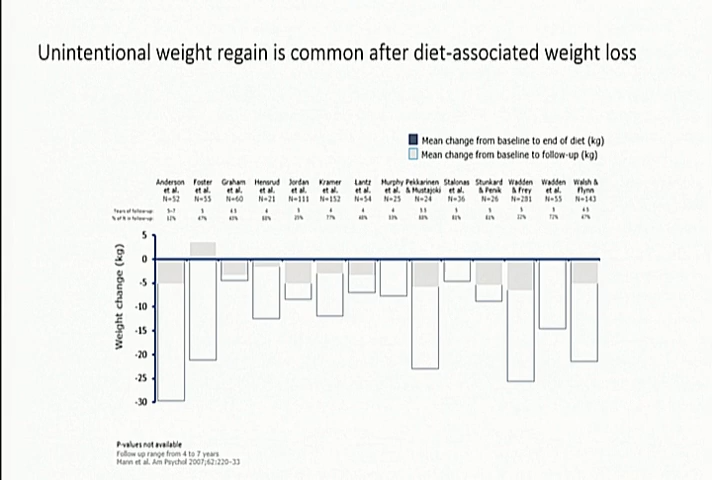 Unintentional weight regain is common after diet-associated weight loss
Mean change from baseline to end of diet (kg)
Mean change from baseline to follow-up (kg)
Anderson Foster Graham Hensrud Jordan Kramer Lantz Murphy Pekkarinen Stalonas Stunkard Wadden Wadden Walsh &
et al. et al. et al. et al. et al. et al. et al. et al. & Mustajoki et al. & Penik & Frey et al. Flynn
N=52 N=55 N=60 N=21 N=111 N=152 N=54 N=25 N=24 N=36 N=26 N=281 N=55 N=143
5
0
-5
-10
-15
-20
-25
-30
Weight change (kg)
P-values not available
Follow up range from 4 to 7 years
Mann et al. Am Psychol 2007;62:220-33